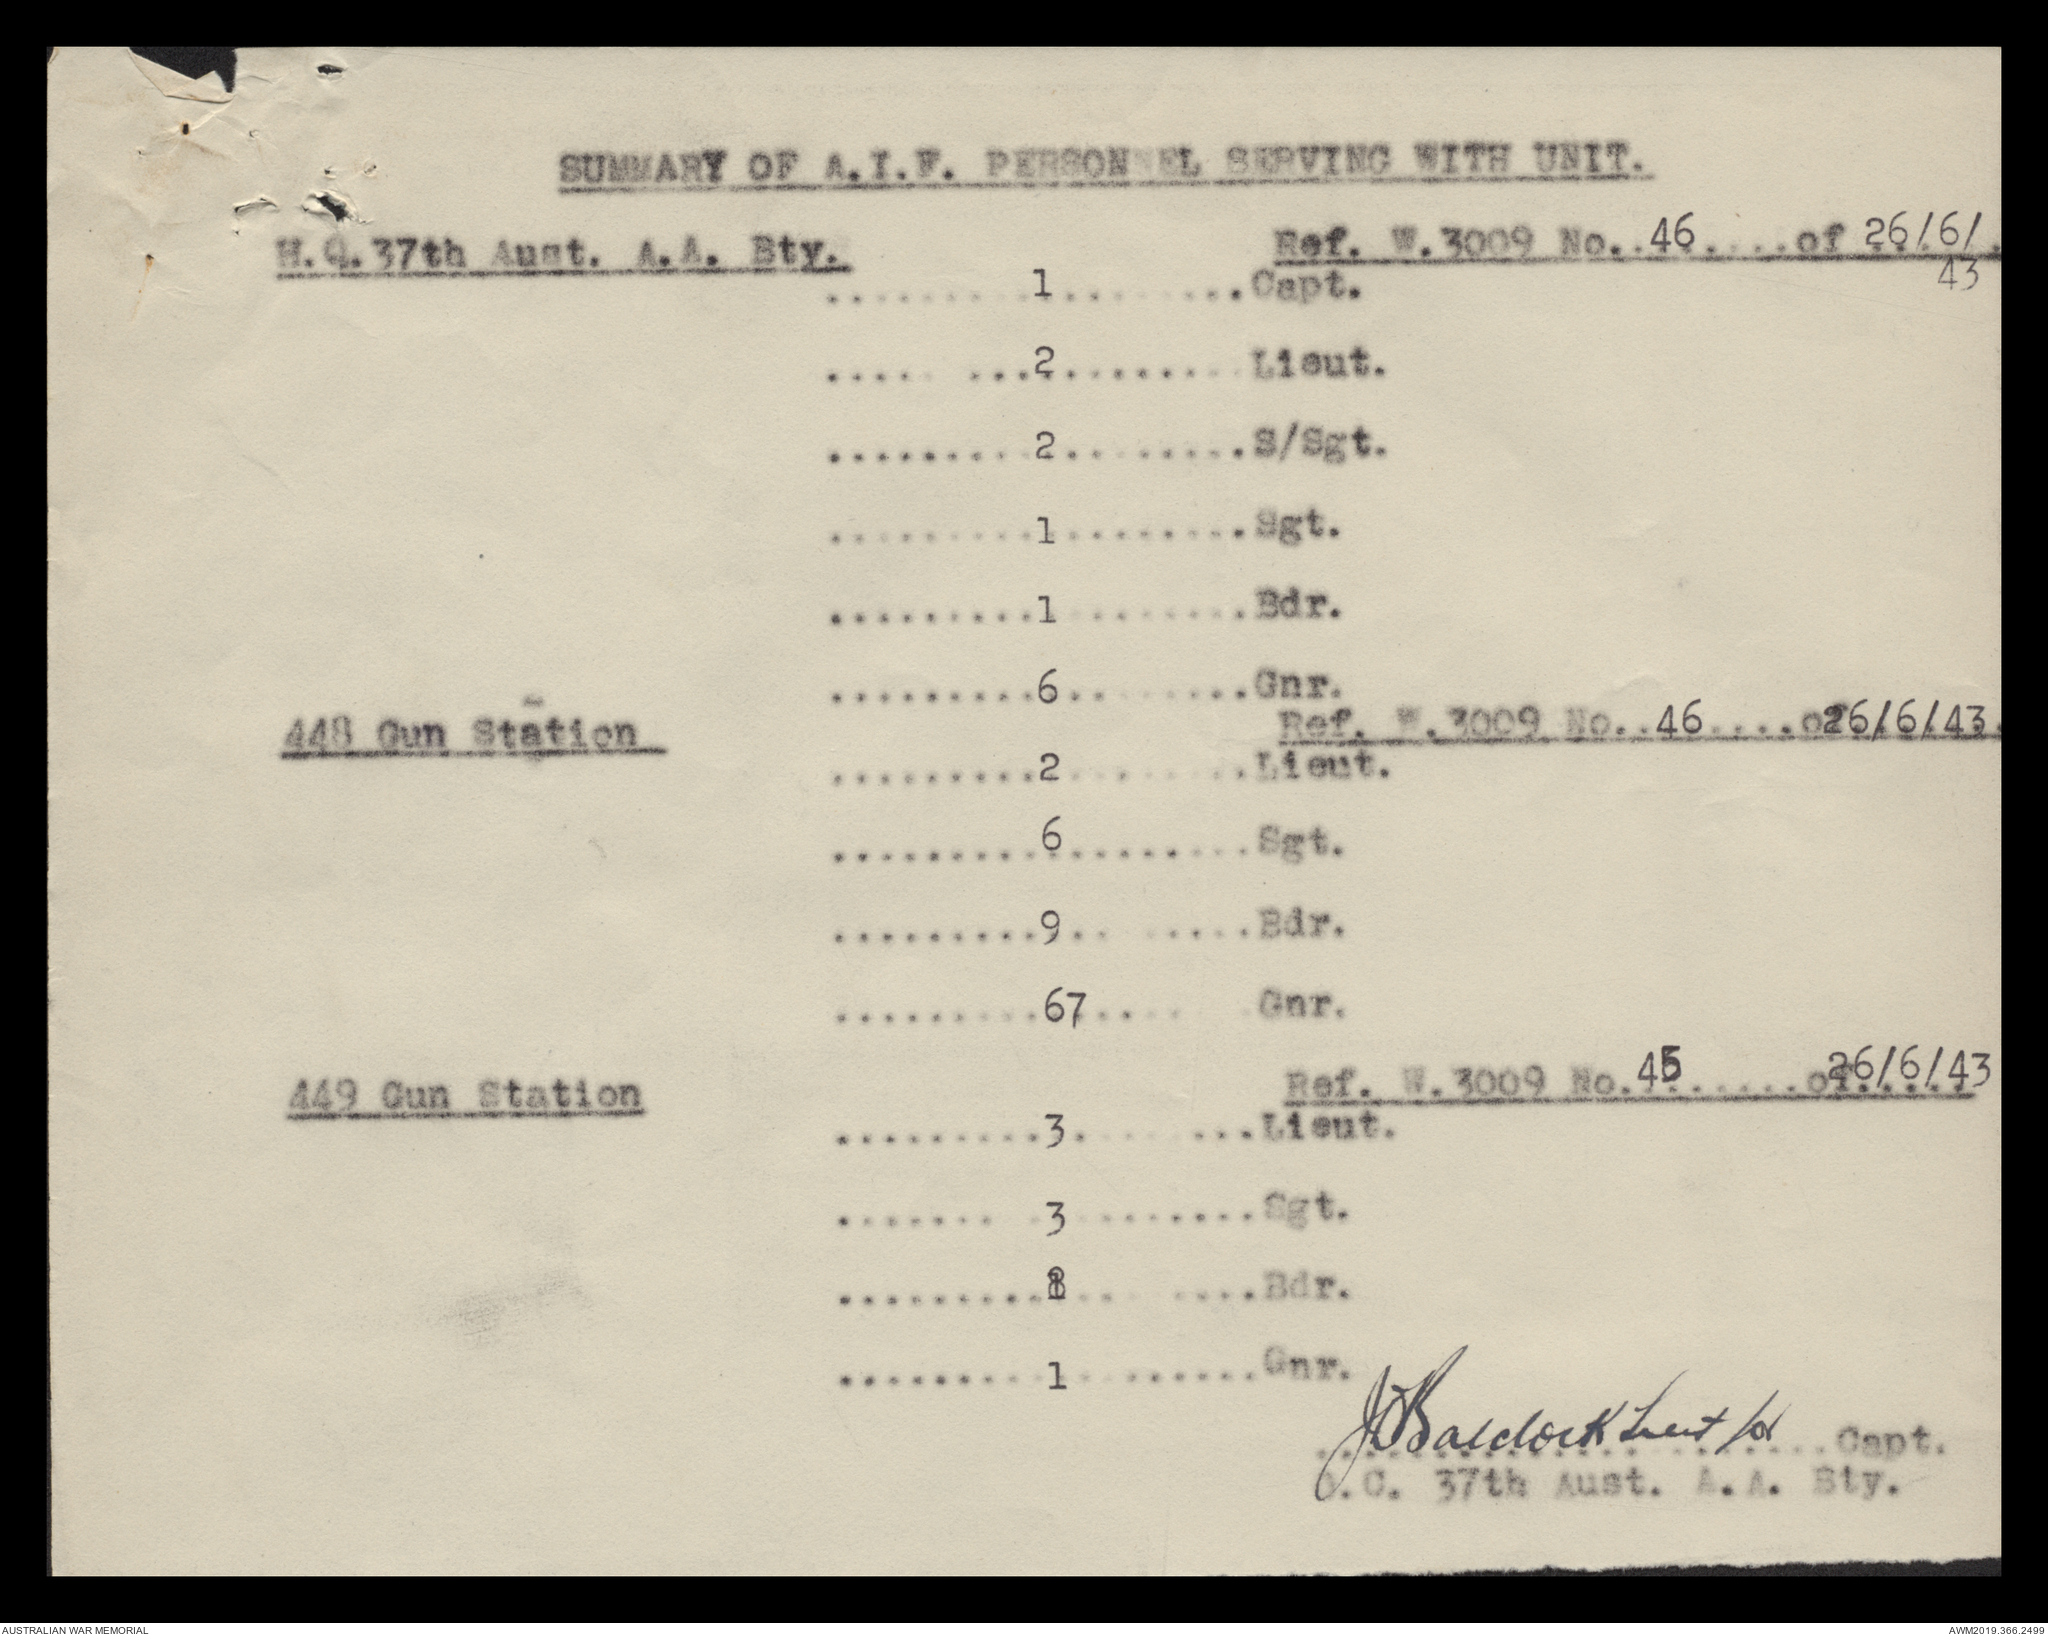 SUMMARY OF A.I.F. PERSONNEL SERVING WITH UNIT.
H.Q.37th Aust. A.A. Bty. Ref. W.3009 No...46.....of 26/6/.
43
.........1........Capt.
.... ...2........Lieut.
.........2........S/Sgt.
.........1........Sgt.
.........1........Bdr.
.........6........Gnr.
448 Gun Station Ref. W.3009 No..46....of 26/6/43.
.........2........Lieut.
.........6........Sgt.
.........9.. .....Bdr.
.........67... Gnr.
449 Gun Station Ref. W.3009 No.45.......of 26/6/43
.........3. ...Lieut.
....... 3 ........Sgt.
......... ... ....Bdr.
.........1........Gnr.
Baldock Lieut for ....Capt.
O.C. 37th Aust. A.A. Bty.
AUSTRALIAN WAR MEMORIAL AWM2019.366.2499